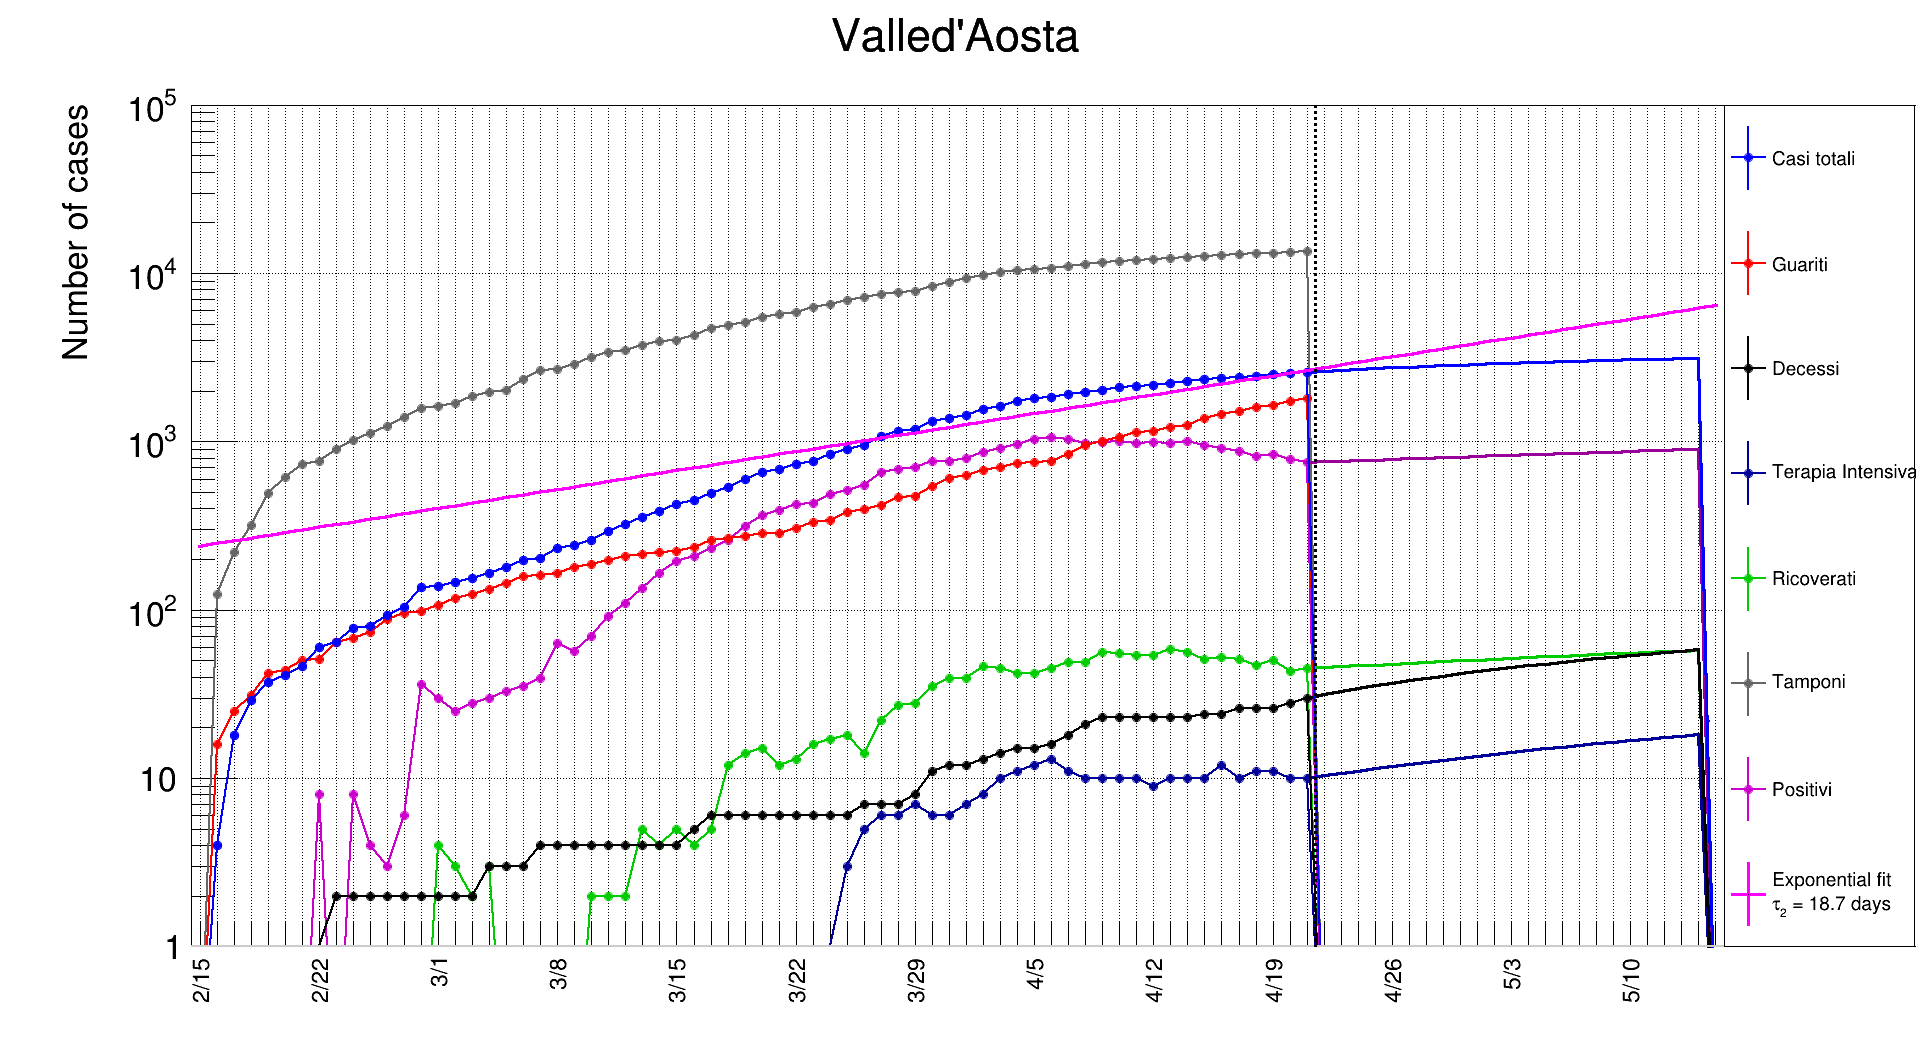 Valled'Aosta
Number of cases
10^5
10^4
10^3
10^2
10
1
2/15
2/22
3/1
3/8
3/15
3/22
3/29
4/5
4/12
4/19
4/26
5/3
5/10
Casi totali
Guariti
Decessi
Terapia Intensiva
Ricoverati
Tamponi
Positivi
Exponential fit
τ_2 = 18.7 days